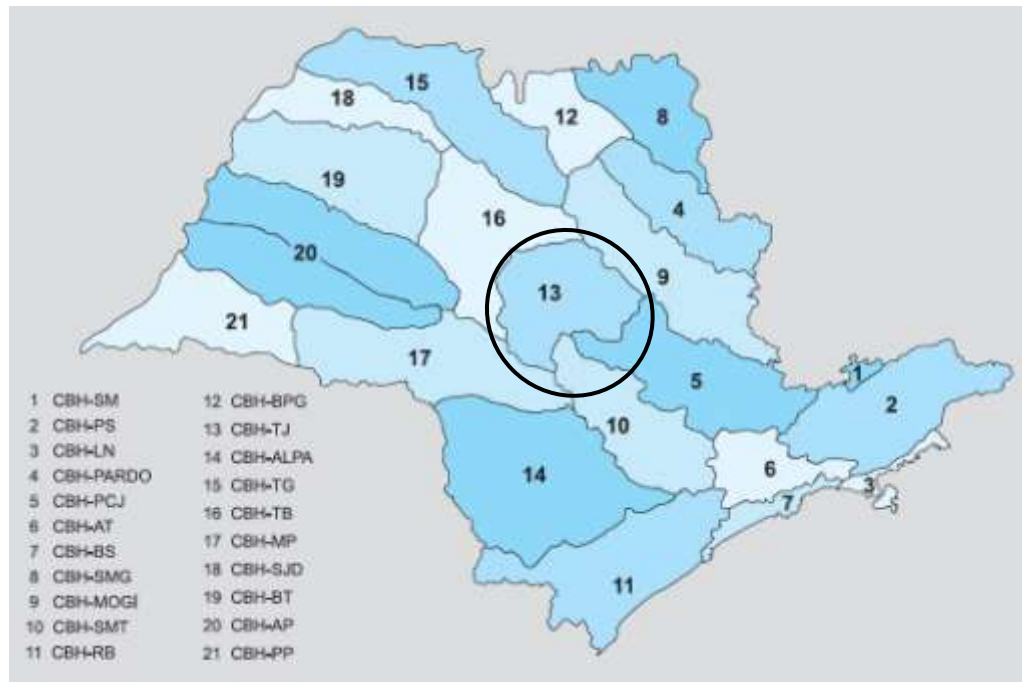 15
18
12
8
19
4
16
20
9
13
21
17
5
1
2
10
6
14
3
7
11
1 CBH-SM
2 CBH-PS
3 CBH-LN
4 CBH-PARDO
5 CBH-PCJ
6 CBH-AT
7 CBH-BS
8 CBH-SMG
9 CBH-MOGI
10 CBH-SMT
11 CBH-RB
12 CBH-BPG
13 CBH-TJ
14 CBH-ALPA
15 CBH-TG
16 CBH-TB
17 CBH-MP
18 CBH-SJD
19 CBH-BT
20 CBH-AP
21 CBH-PP